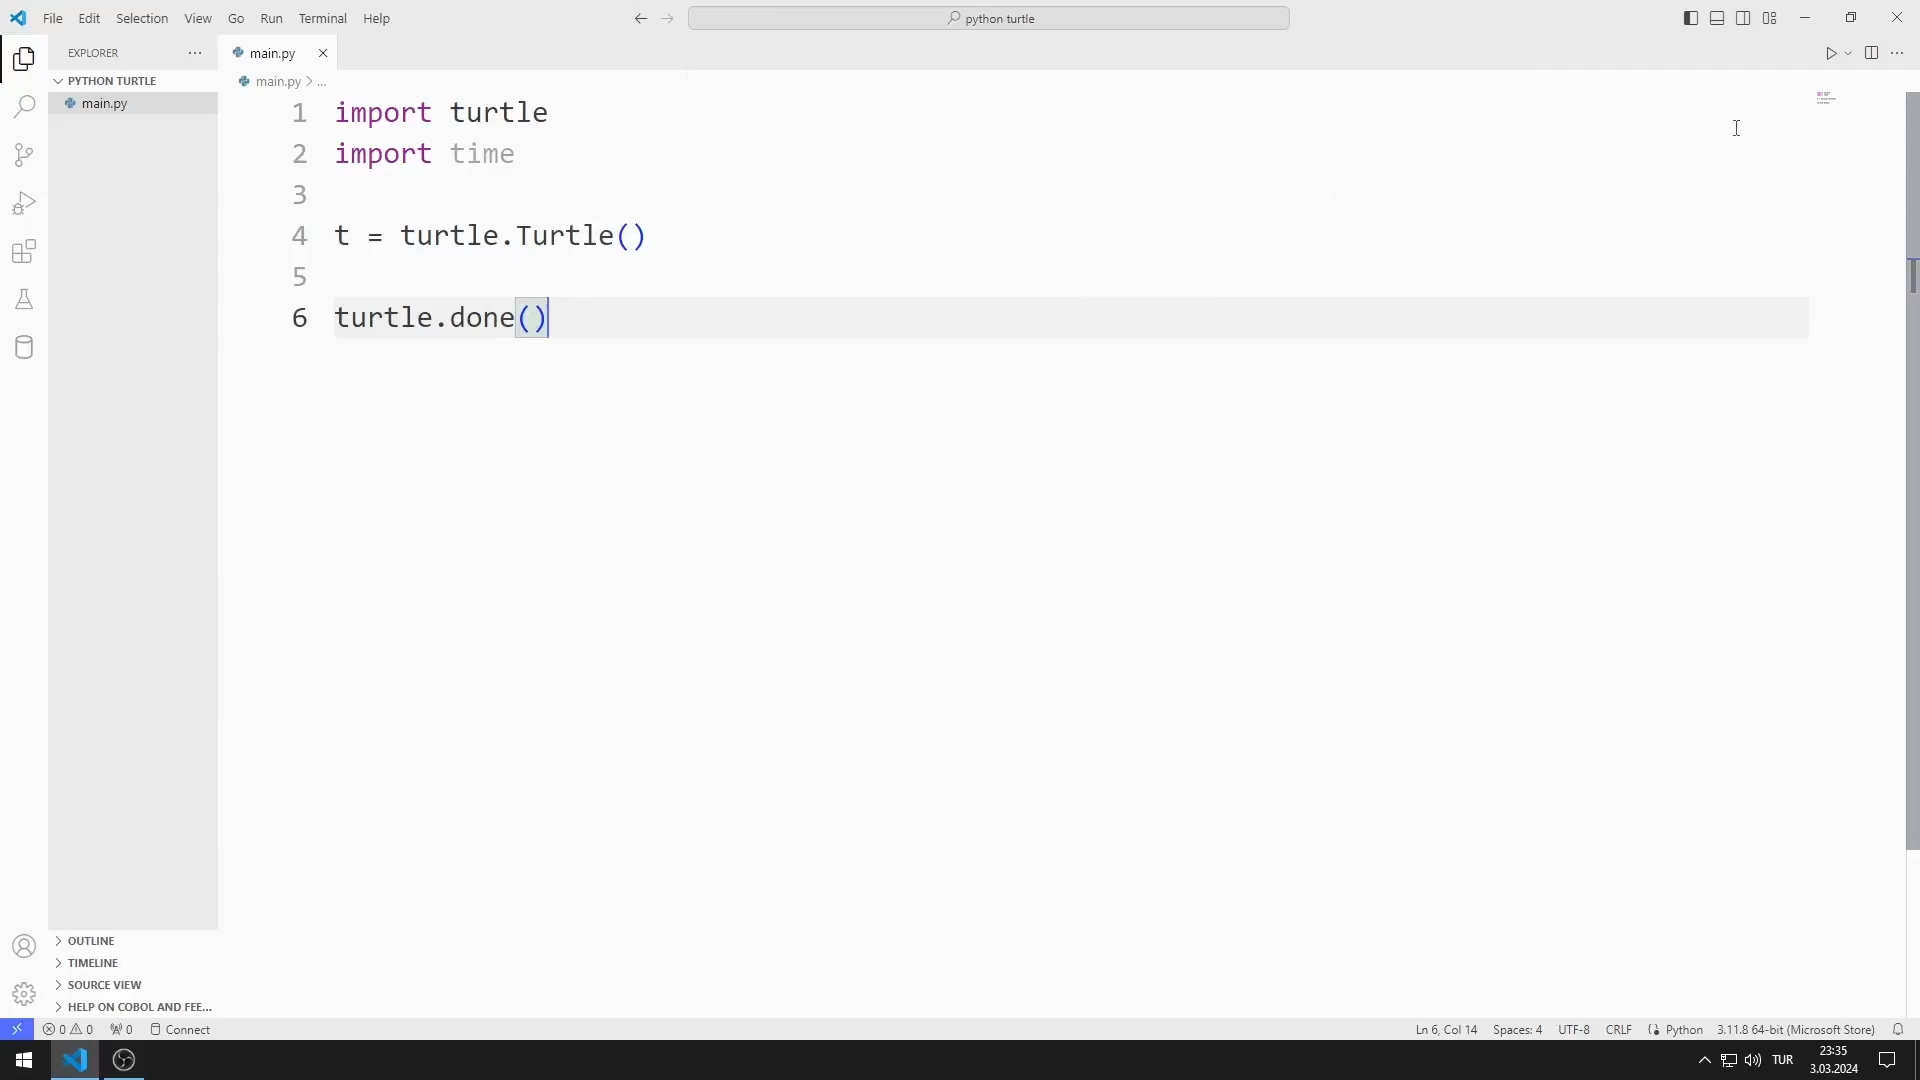 File Edit Selection View Go Run Terminal Help
python turtle
EXPLORER
main.py
PYTHON TURTLE
main.py > ...
main.py
1 import turtle
2 import time
3
4 t = turtle.Turtle()
5
6 turtle.done()
OUTLINE
TIMELINE
SOURCE VIEW
HELP ON COBOL AND FEE...
0 0 0 Connect
Ln 6, Col 14 Spaces: 4 UTF-8 CRLF Python 3.11.8 64-bit (Microsoft Store)
TUR
23:35
3.03.2024